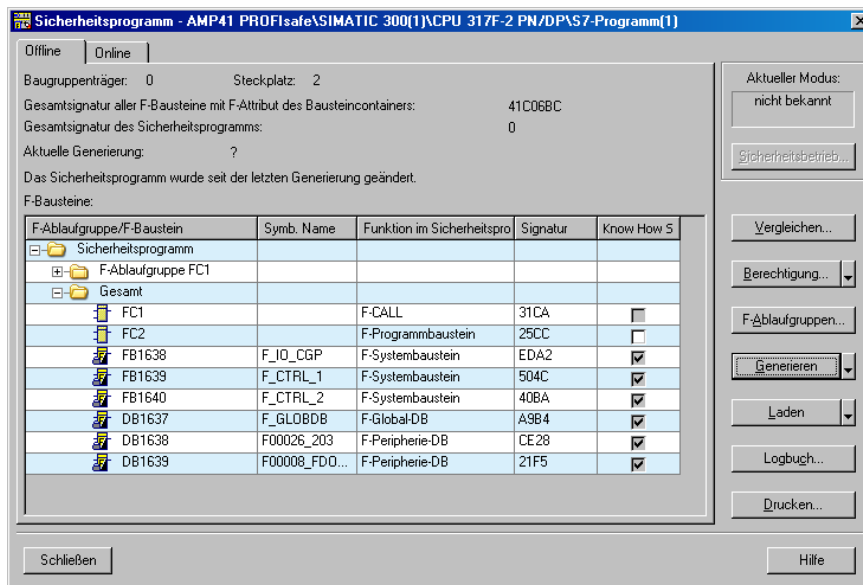 Sicherheitsprogramm - AMP41 PROFIsafe\SIMATIC 300(1)\CPU 317F-2 PN/DP\S7-Programm(1)
Offline Online
Baugruppenträger: 0 Steckplatz: 2
Gesamtsignatur aller F-Bausteine mit F-Attribut des Bausteincontainers: 41C06BC
Gesamtsignatur des Sicherheitsprogramms: 0
Aktuelle Generierung: ?
Das Sicherheitsprogramm wurde seit der letzten Generierung geändert.
F-Bausteine:
F-Ablaufgruppe/F-Baustein Symb. Name Funktion im Sicherheitspro Signatur Know How S
Sicherheitsprogramm
F-Ablaufgruppe FC1
Gesamt
FC1 F-CALL 31CA
FC2 F-Programmbaustein 25CC
FB1638 F_IO_CGP F-Systembaustein EDA2
FB1639 F_CTRL_1 F-Systembaustein 504C
FB1640 F_CTRL_2 F-Systembaustein 40BA
DB1637 F_GLOBDB F-Global-DB A9B4
DB1638 F00026_203 F-Peripherie-DB CE28
DB1639 F00008_FDO... F-Peripherie-DB 21F5
Aktueller Modus:
nicht bekannt
Sicherheitsbetrieb...
Vergleichen...
Berechtigung...
F-Ablaufgruppen...
Generieren
Laden
Logbuch...
Drucken...
Schließen Hilfe